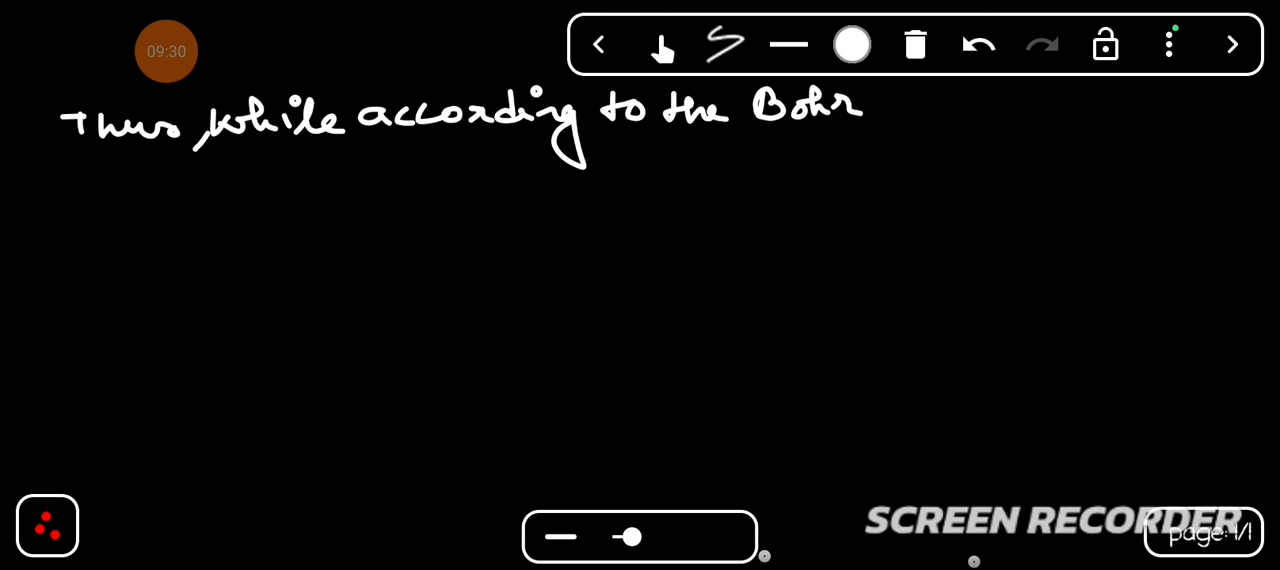 09:30
Thus, while according to the Bohr
SCREEN RECORDER
page:1/1